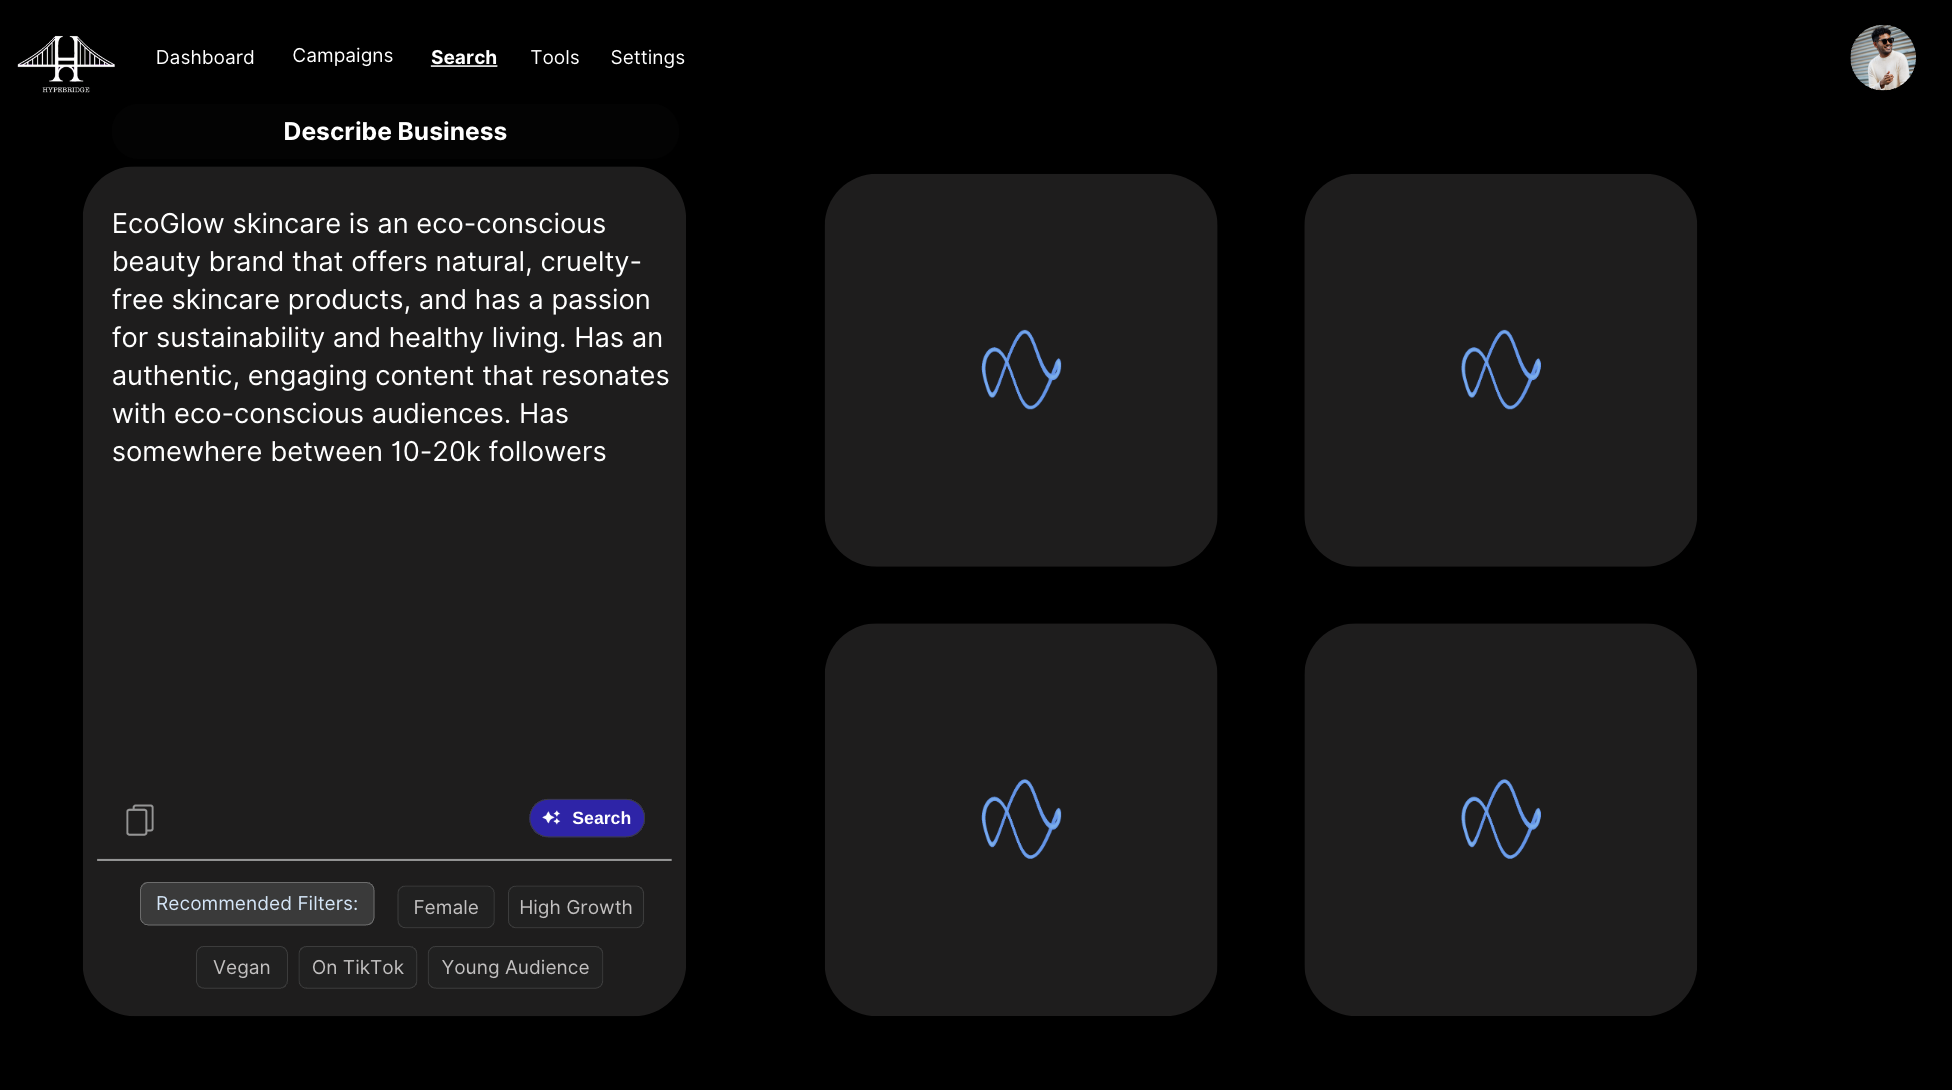 Dashboard Campaigns Search Tools Settings
HYPEBRIDGE
Describe Business
EcoGlow skincare is an eco-conscious
beauty brand that offers natural, cruelty-
free skincare products, and has a passion
for sustainability and healthy living. Has an
authentic, engaging content that resonates
with eco-conscious audiences. Has
somewhere between 10-20k followers
Search
Recommended Filters: Female High Growth
Vegan On TikTok Young Audience